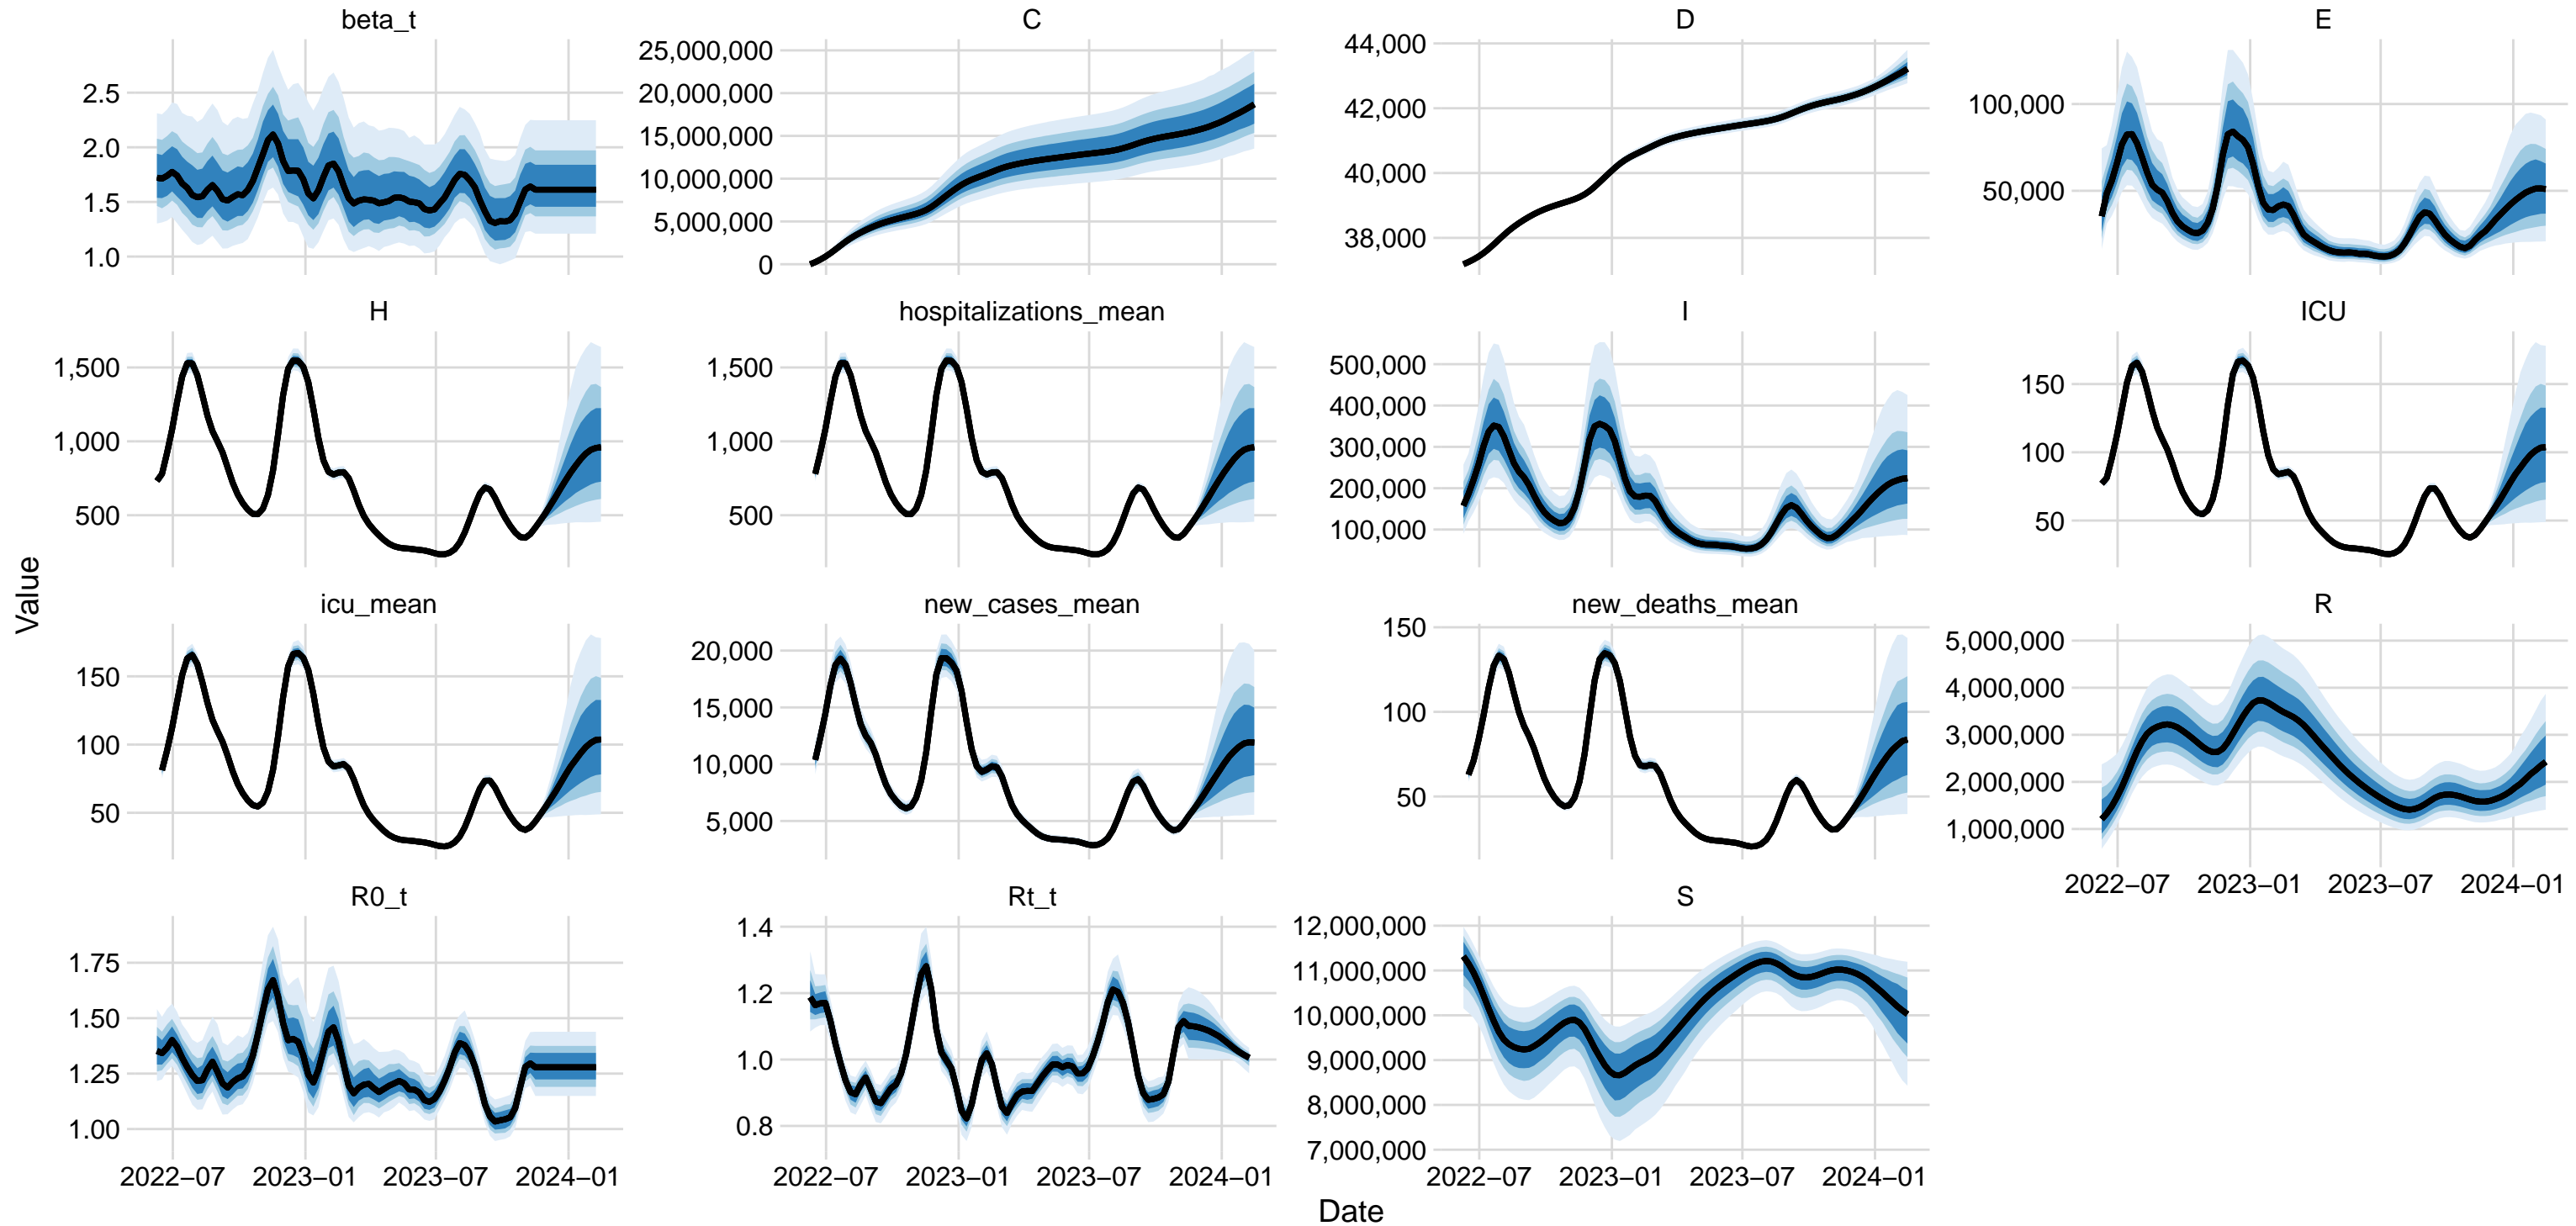 beta_t
C
D
E
2.5
2.0
1.5
1.0
25,000,000
20,000,000
15,000,000
10,000,000
5,000,000
0
44,000
42,000
40,000
38,000
100,000
50,000
H
hospitalizations_mean
I
ICU
1,500
1,000
500
1,500
1,000
500
500,000
400,000
300,000
200,000
100,000
150
100
50
icu_mean
new_cases_mean
new_deaths_mean
R
150
100
50
20,000
15,000
10,000
5,000
150
100
50
5,000,000
4,000,000
3,000,000
2,000,000
1,000,000
2022−07 2023−01 2023−07 2024−01
R0_t
Rt_t
S
1.75
1.50
1.25
1.00
1.4
1.2
1.0
0.8
12,000,000
11,000,000
10,000,000
9,000,000
8,000,000
7,000,000
2022−07 2023−01 2023−07 2024−01
2022−07 2023−01 2023−07 2024−01
2022−07 2023−01 2023−07 2024−01
Value
Date